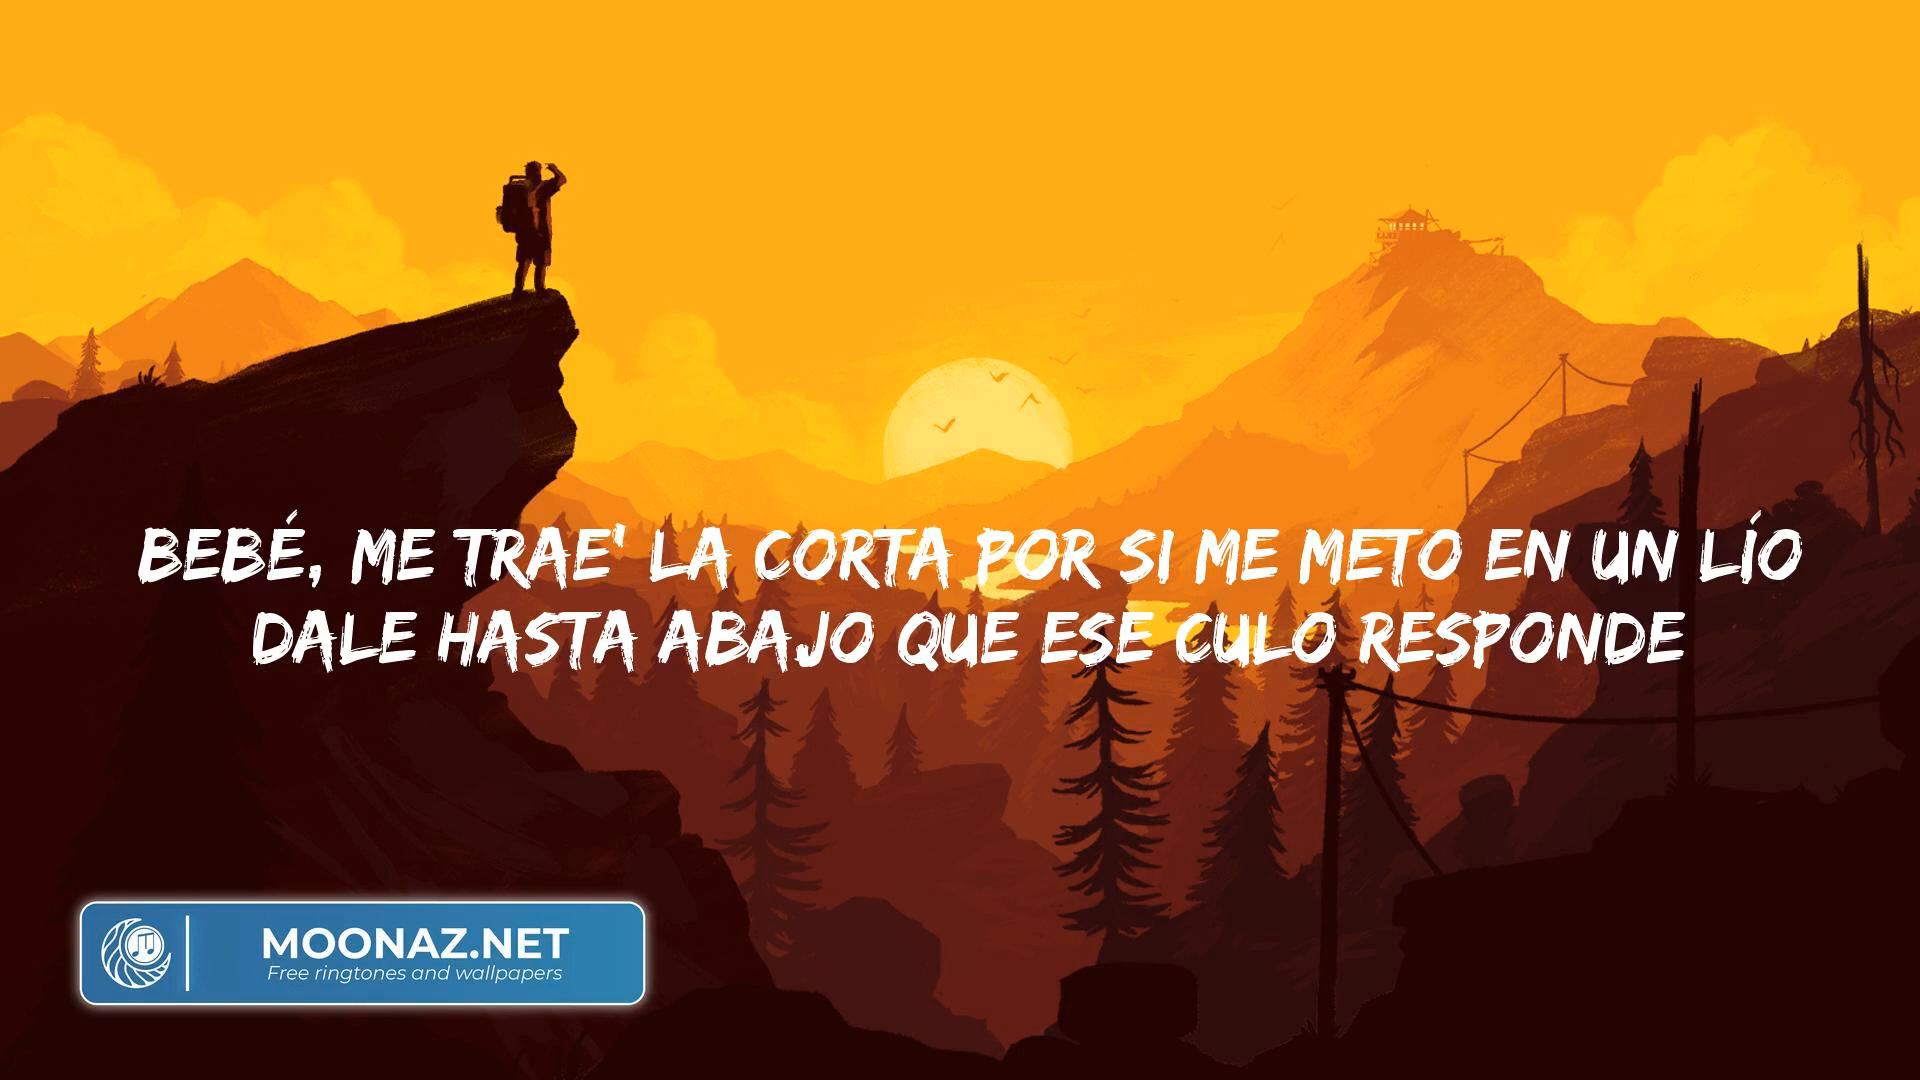 BEBÉ, ME TRAE' LA CORTA POR SI ME METO EN UN LÍO
DALE HASTA ABAJO QUE ESE CULO RESPONDE
MOONAZ.NET
Free ringtones and wallpapers